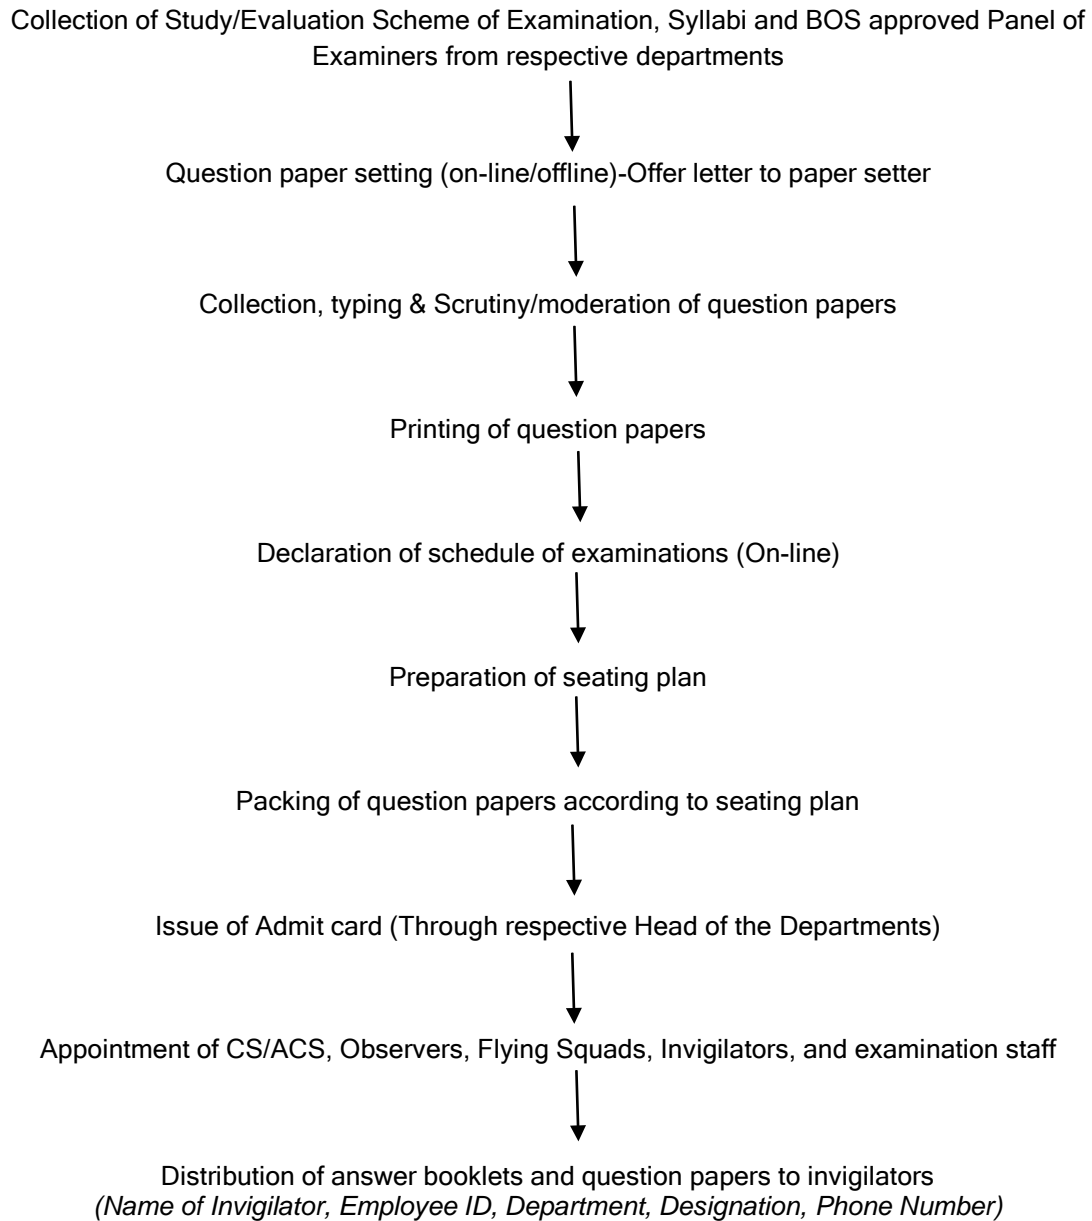 Collection of Study/Evaluation Scheme of Examination, Syllabi and BOS approved Panel of
Examiners from respective departments
Question paper setting (on-line/offline)-Offer letter to paper setter
Collection, typing & Scrutiny/moderation of question papers
Printing of question papers
Declaration of schedule of examinations (On-line)
Preparation of seating plan
Packing of question papers according to seating plan
Issue of Admit card (Through respective Head of the Departments)
Appointment of CS/ACS, Observers, Flying Squads, Invigilators, and examination staff
Distribution of answer booklets and question papers to invigilators
(Name of Invigilator, Employee ID, Department, Designation, Phone Number)